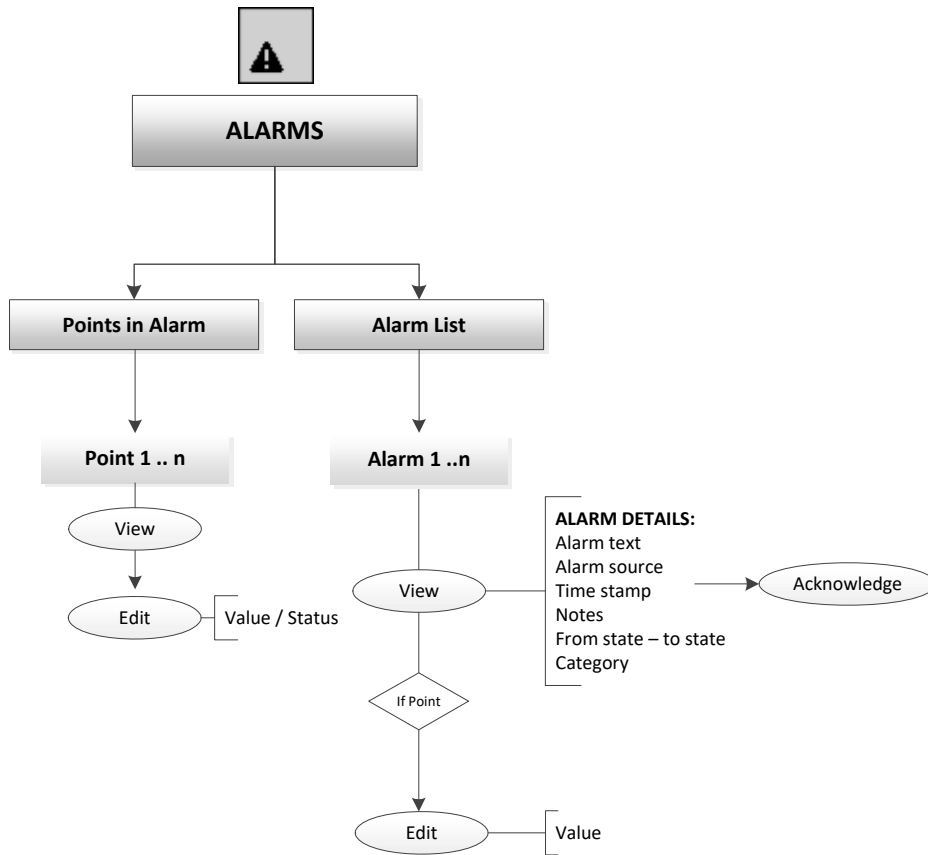 ALARMS
Points in Alarm
Alarm List
Point 1 .. n
Alarm 1 ..n
View
Edit
Value / Status
View
ALARM DETAILS:
Alarm text
Alarm source
Time stamp
Notes
From state – to state
Category
Acknowledge
If Point
Edit
Value